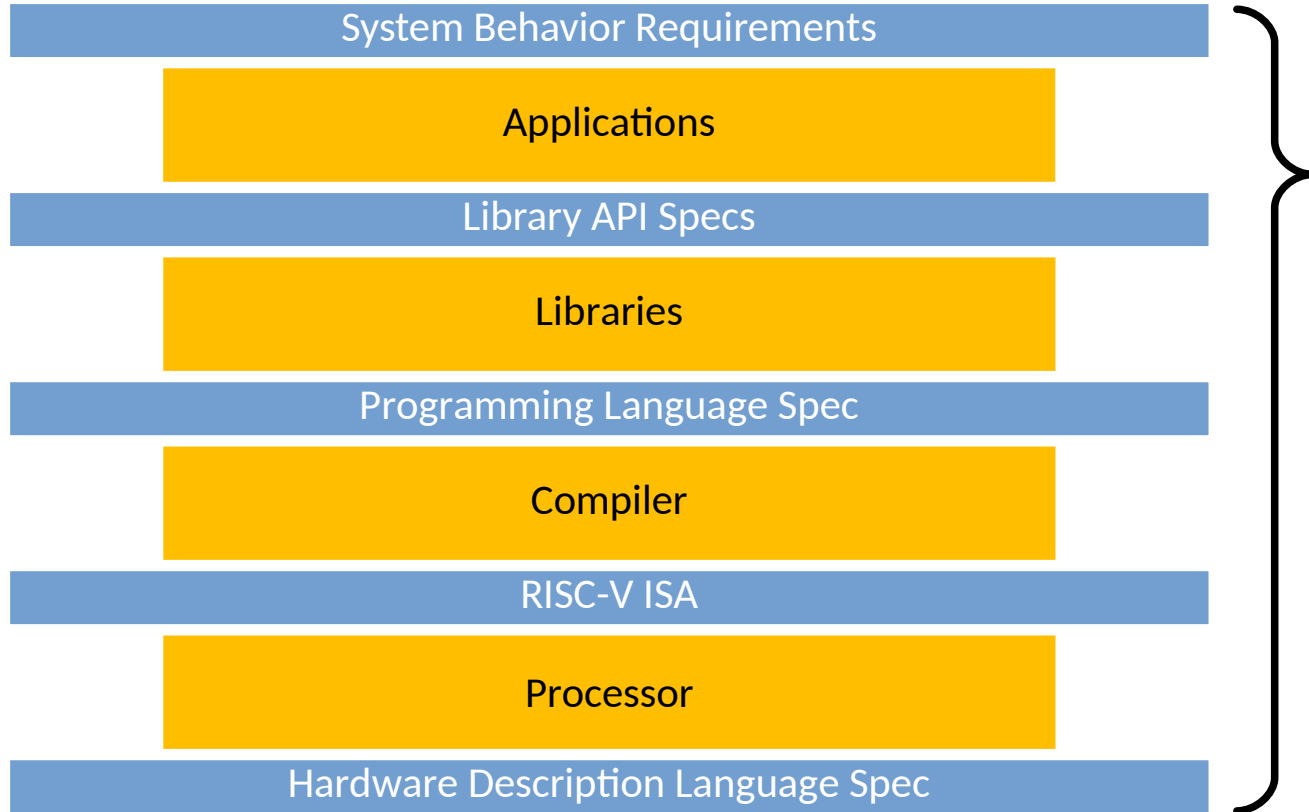 System Behavior Requirements
Applications
Library API Specs
Libraries
Programming Language Spec
Compiler
RISC-V ISA
Processor
Hardware Description Language Spec